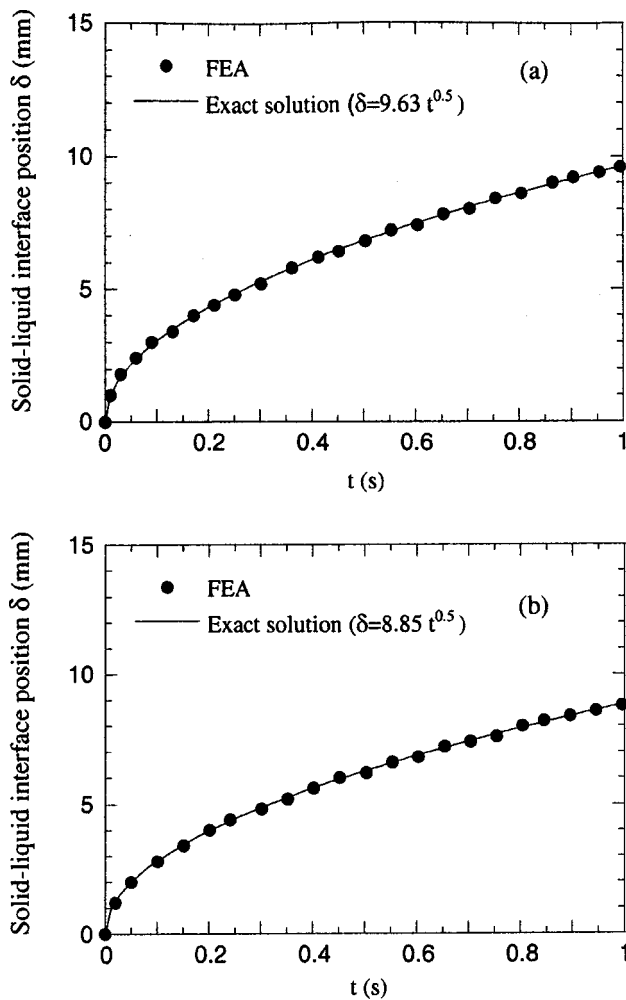 15
FEA
(a)
Exact solution (δ=9.63 t^0.5)
10
5
0
Solid-liquid interface position δ (mm)
0 0.2 0.4 0.6 0.8 1
t (s)
15
FEA
(b)
Exact solution (δ=8.85 t^0.5)
10
5
0
Solid-liquid interface position δ (mm)
0 0.2 0.4 0.6 0.8 1
t (s)